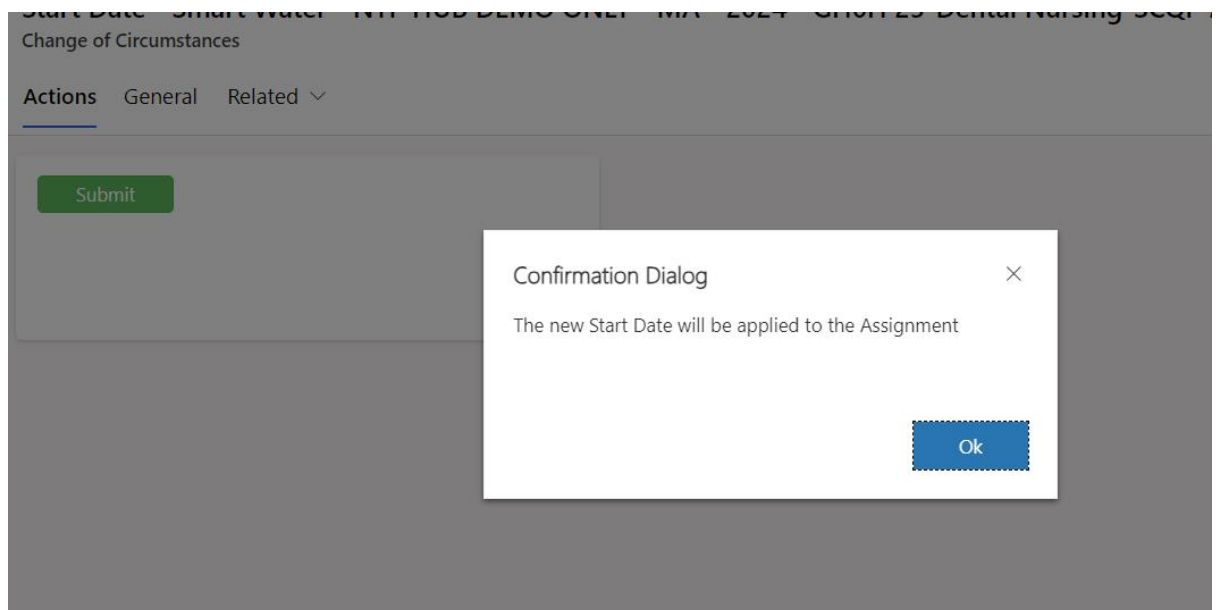 Change of Circumstances
Actions General Related
Submit
Confirmation Dialog
The new Start Date will be applied to the Assignment
Ok